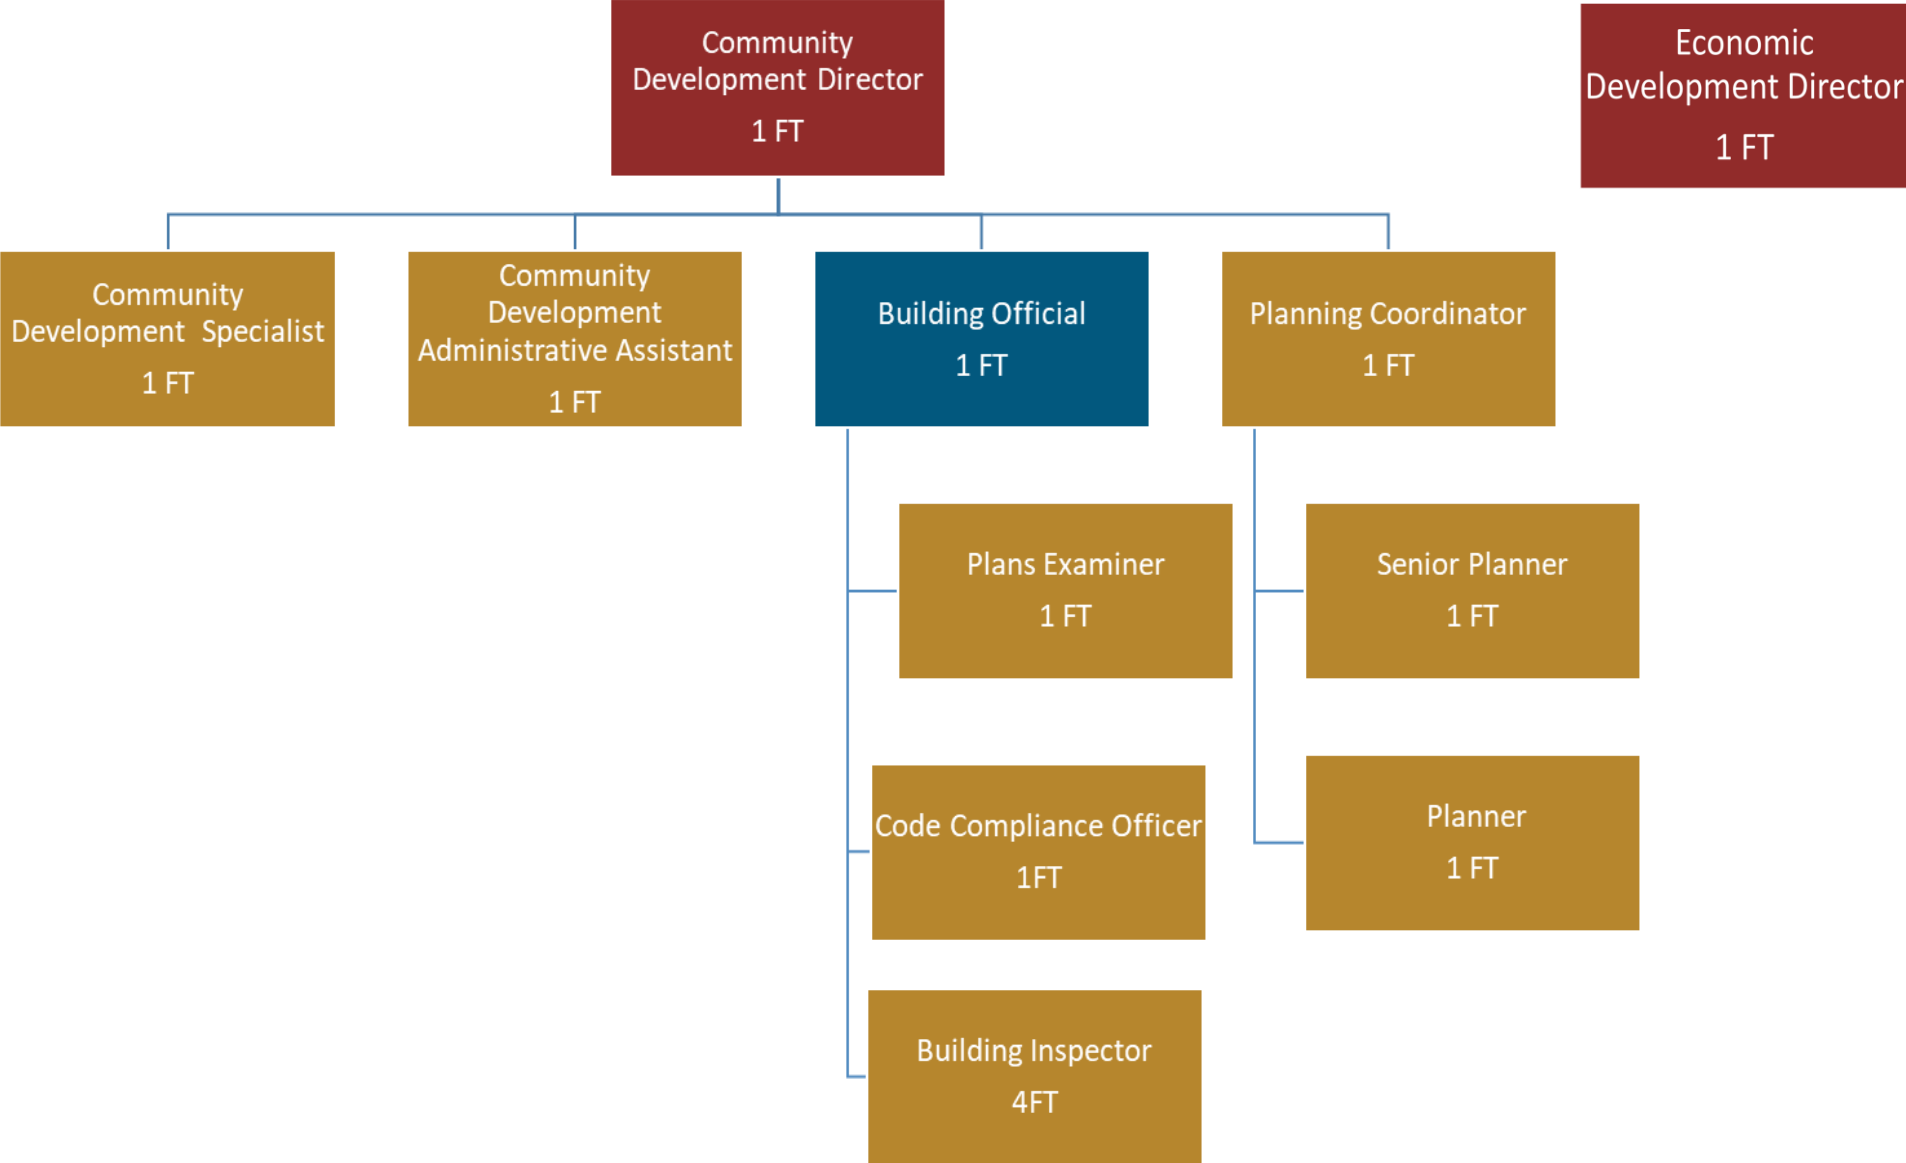 Community
Development Director
1 FT
Economic
Development Director
1 FT
Community
Development Specialist
1 FT
Community
Development
Administrative Assistant
1 FT
Building Official
1 FT
Planning Coordinator
1 FT
Plans Examiner
1 FT
Senior Planner
1 FT
Code Compliance Officer
1FT
Planner
1 FT
Building Inspector
4FT